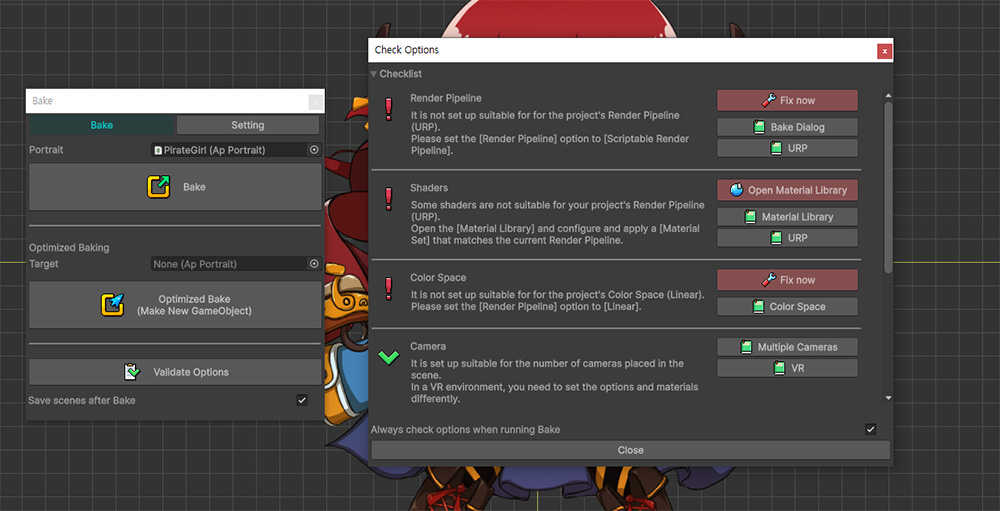 Bake
x
Bake
Setting
Portrait
PirateGirl (Ap Portrait)
Bake
Optimized Baking
Target
None (Ap Portrait)
Optimized Bake
(Make New GameObject)
Validate Options
Save scenes after Bake
Check Options
x
Checklist
Render Pipeline
It is not set up suitable for for the project's Render Pipeline
(URP).
Please set the [Render Pipeline] option to [Scriptable Render
Pipeline].
Fix now
Bake Dialog
URP
Shaders
Some shaders are not suitable for your project's Render Pipeline
(URP).
Open the [Material Library] and configure and apply a [Material
Set] that matches the current Render Pipeline.
Open Material Library
Material Library
URP
Color Space
It is not set up suitable for for the project's Color Space (Linear).
Please set the [Render Pipeline] option to [Linear].
Fix now
Color Space
Camera
It is set up suitable for the number of cameras placed in the
scene.
In a VR environment, you need to set the options and materials
differently.
Multiple Cameras
VR
Always check options when running Bake
Close